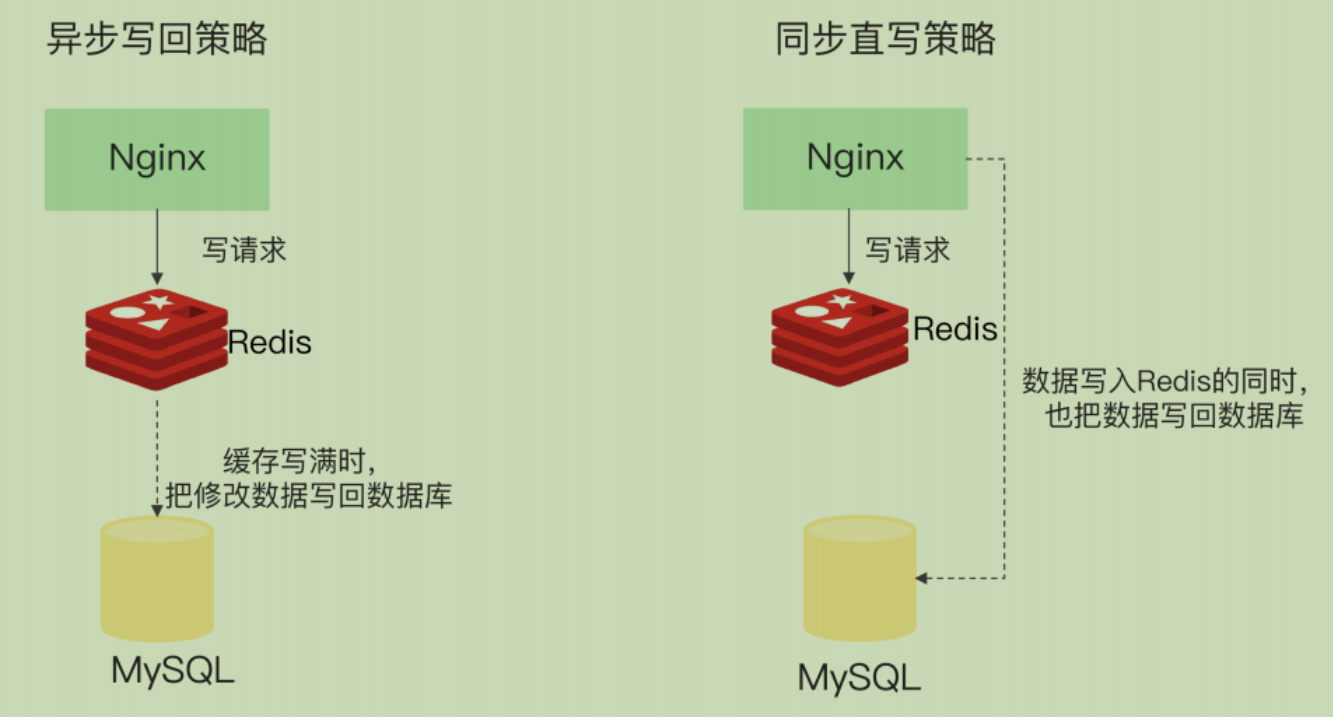 异步写回策略
Nginx
写请求
Redis
缓存写满时，
把修改数据写回数据库
MySQL
同步直写策略
Nginx
写请求
Redis
数据写入Redis的同时，
也把数据写回数据库
MySQL